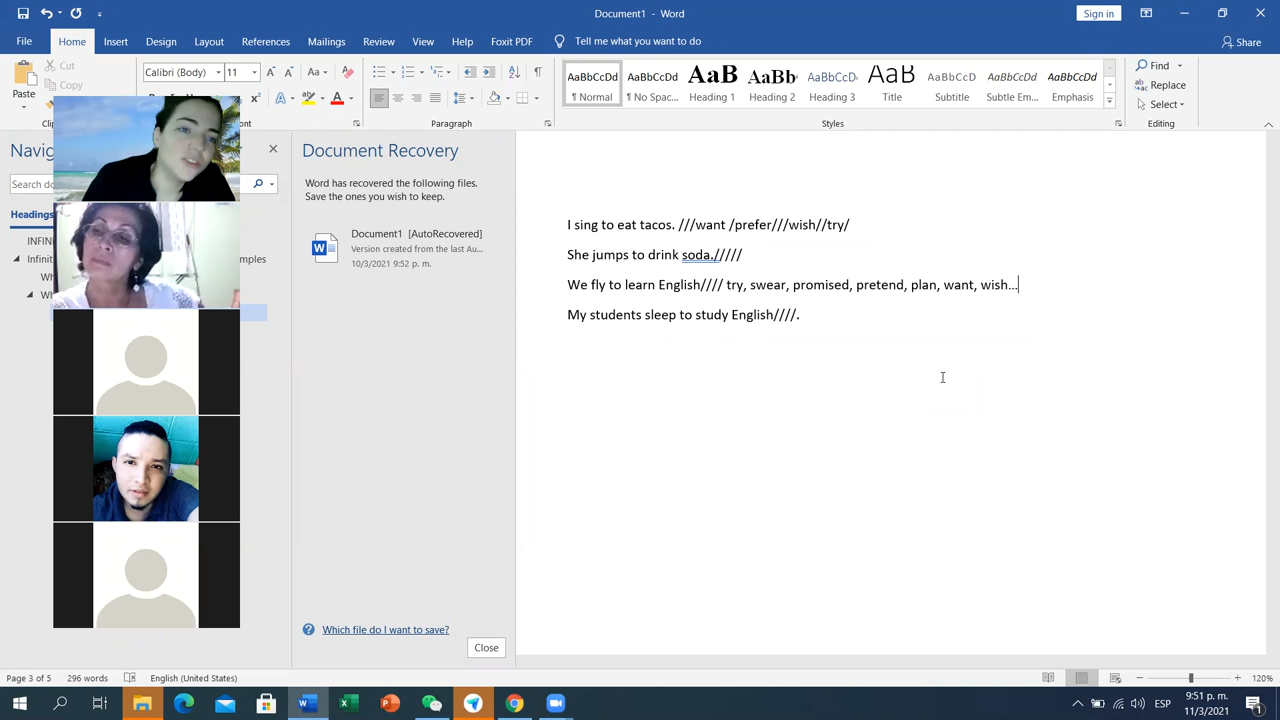 Document1 - Word
Sign in
File Home Insert Design Layout References Mailings Review View Help Foxit PDF Tell me what you want to do Share
Cut
Copy
Paste
Calibri (Body) 11
Paragraph
AaBbCcDd AaBbCcDd AaB AaBb AaBbCcD AaB AaBbCcD AaBbCcDd AaBbCcDd
¶ Normal ¶ No Spac... Heading 1 Heading 2 Heading 3 Title Subtitle Subtle Em... Emphasis
Styles
Find
Replace
Select
Editing
Headings
INFINI
Document Recovery
Word has recovered the following files.
Save the ones you wish to keep.
Document1 [AutoRecovered]
Version created from the last Au...
10/3/2021 9:52 p. m.
Which file do I want to save?
Close
I sing to eat tacos. ///want /prefer///wish//try/
She jumps to drink soda./////
We fly to learn English//// try, swear, promised, pretend, plan, want, wish...
My students sleep to study English////.
Page 3 of 5 296 words English (United States) 120%
ESP
9:51 p. m.
11/3/2021